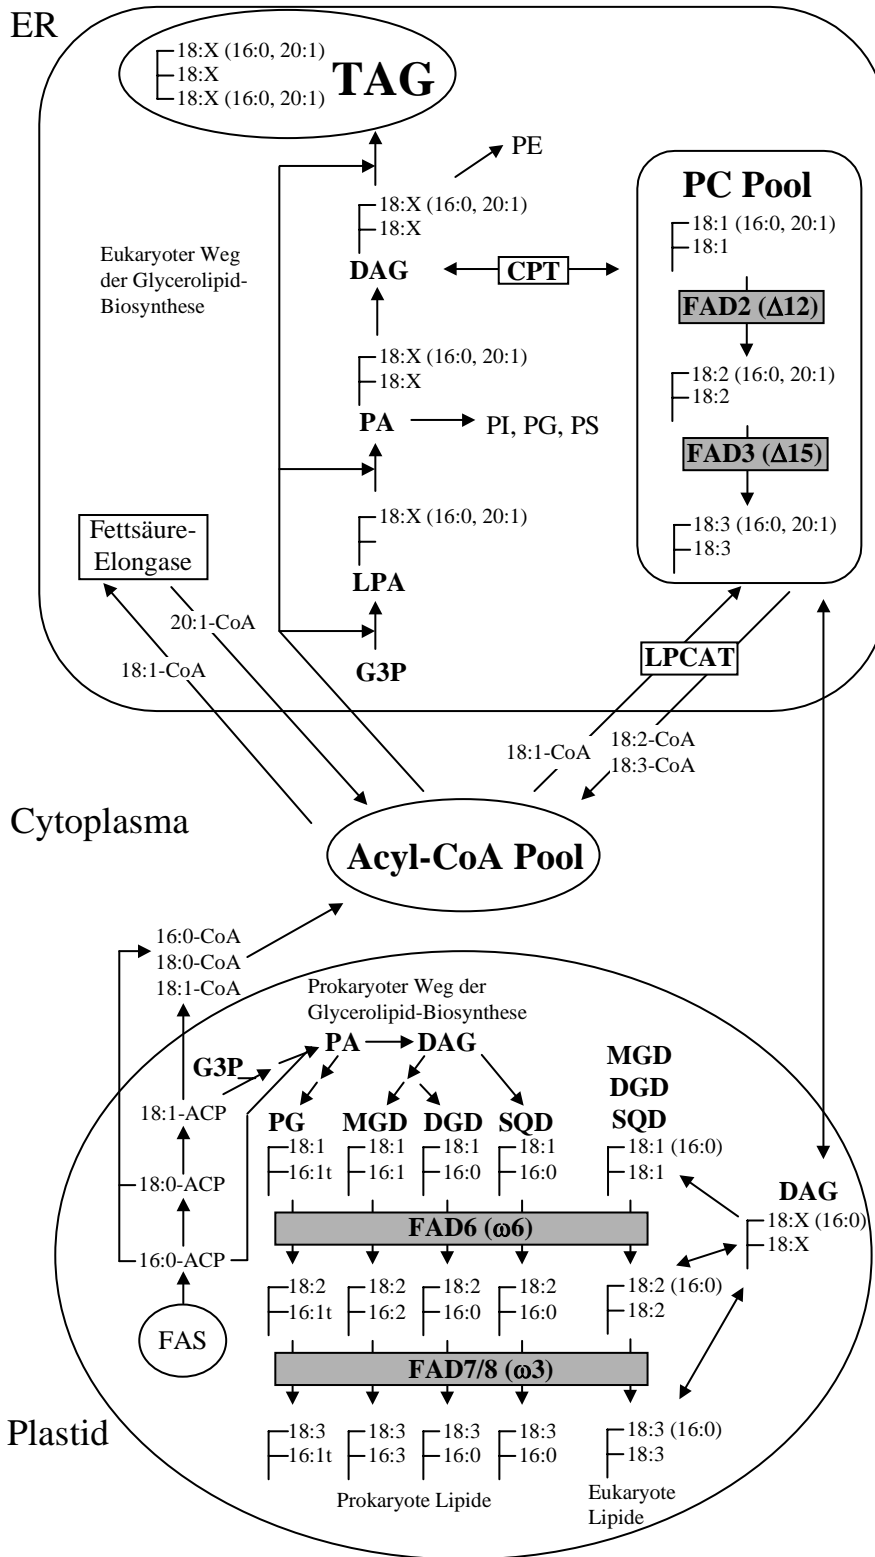 ER
18:X (16:0, 20:1)
18:X
18:X (16:0, 20:1)
TAG
PE
18:X (16:0, 20:1)
18:X
DAG
Eukaryoter Weg
der Glycerolipid-
Biosynthese
CPT
PC Pool
18:1 (16:0, 20:1)
18:1
FAD2 (Δ12)
18:2 (16:0, 20:1)
18:2
FAD3 (Δ15)
18:3 (16:0, 20:1)
18:3
18:X (16:0, 20:1)
18:X
PA
PI, PG, PS
18:X (16:0, 20:1)
LPA
G3P
Fettsäure-
Elongase
20:1-CoA
18:1-CoA
LPCAT
18:1-CoA
18:2-CoA
18:3-CoA
Cytoplasma
Acyl-CoA Pool
16:0-CoA
18:0-CoA
18:1-CoA
Prokaryoter Weg der
Glycerolipid-Biosynthese
PA
DAG
G3P
18:1-ACP
18:0-ACP
16:0-ACP
FAS
PG
MGD
DGD
SQD
MGD
DGD
SQD
18:1
16:1t
18:1
16:1
18:1
16:0
18:1
16:0
18:1 (16:0)
18:1
DAG
18:X (16:0)
18:X
FAD6 (ω6)
18:2
16:1t
18:2
16:2
18:2
16:0
18:2
16:0
18:2 (16:0)
18:2
FAD7/8 (ω3)
18:3
16:1t
18:3
16:3
18:3
16:0
18:3
16:0
18:3 (16:0)
18:3
Plastid
Prokaryote Lipide
Eukaryote
Lipide